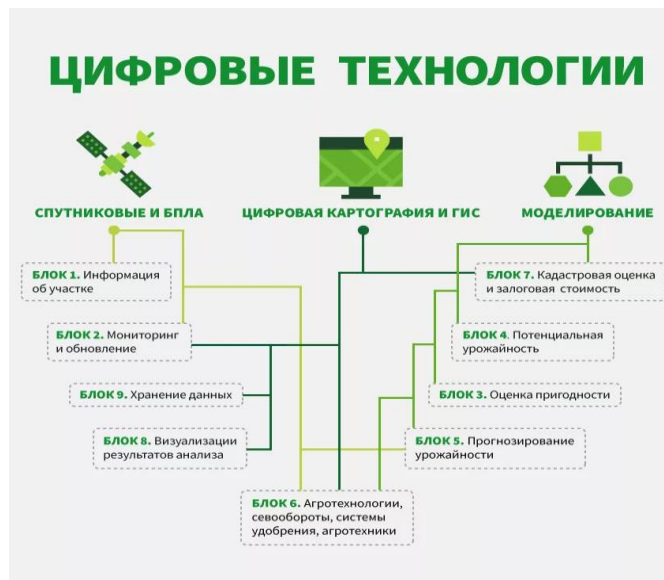 ЦИФРОВЫЕ ТЕХНОЛОГИИ
СПУТНИКОВЫЕ И БПЛА
ЦИФРОВАЯ КАРТОГРАФИЯ И ГИС
МОДЕЛИРОВАНИЕ
БЛОК 1. Информация
об участке
БЛОК 7. Кадастровая оценка
и залоговая стоимость
БЛОК 2. Мониторинг
и обновление
БЛОК 4. Потенциальная
урожайность
БЛОК 9. Хранение данных
БЛОК 3. Оценка пригодности
БЛОК 8. Визуализации
результатов анализа
БЛОК 5. Прогнозирование
урожайности
БЛОК 6. Агротехнологии,
севообороты, системы
удобрения, агротехники